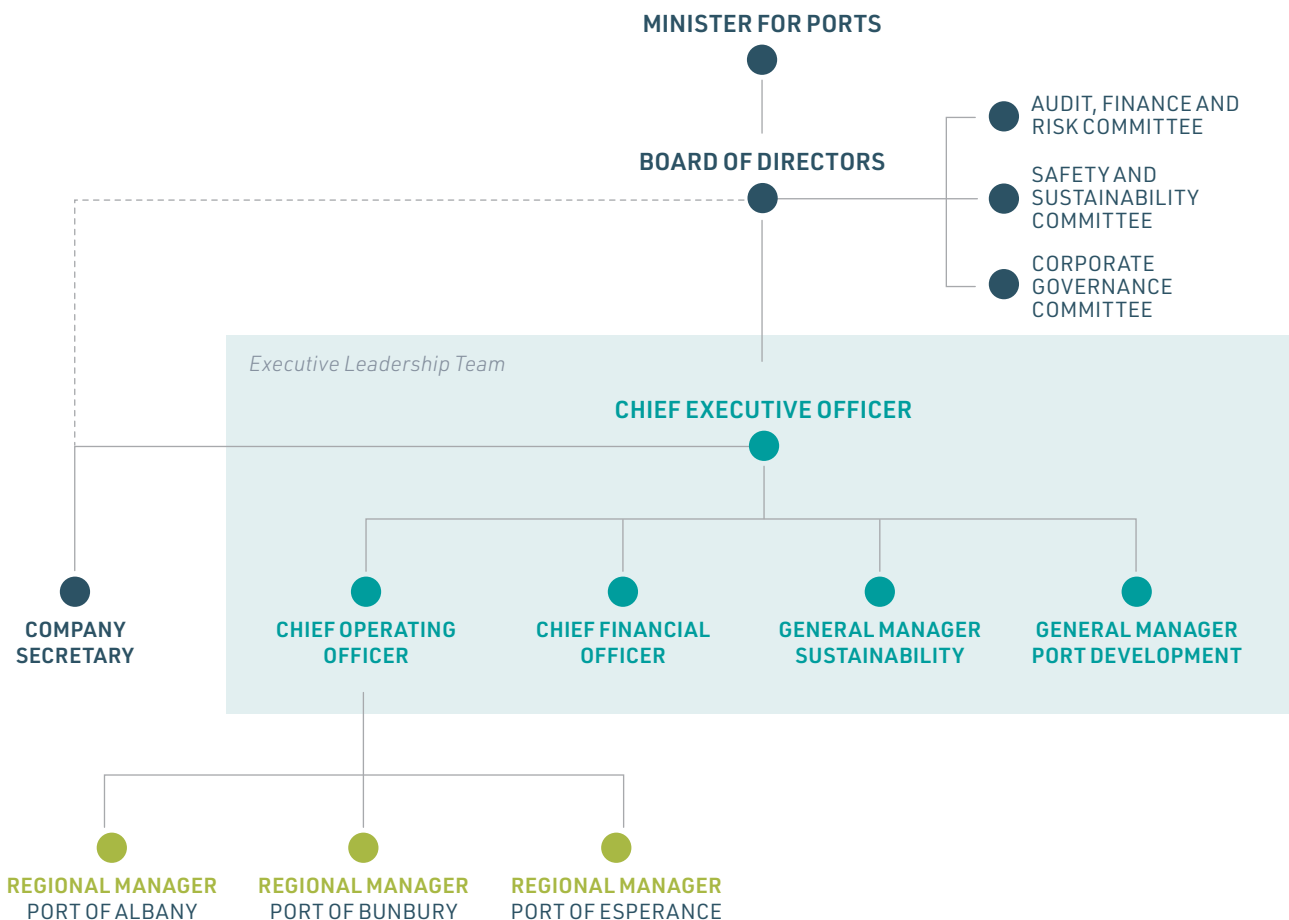 MINISTER FOR PORTS
BOARD OF DIRECTORS
AUDIT, FINANCE AND
RISK COMMITTEE
SAFETY AND
SUSTAINABILITY
COMMITTEE
CORPORATE
GOVERNANCE
COMMITTEE
Executive Leadership Team
CHIEF EXECUTIVE OFFICER
COMPANY
SECRETARY
CHIEF OPERATING
OFFICER
CHIEF FINANCIAL
OFFICER
GENERAL MANAGER
SUSTAINABILITY
GENERAL MANAGER
PORT DEVELOPMENT
REGIONAL MANAGER
PORT OF ALBANY
REGIONAL MANAGER
PORT OF BUNBURY
REGIONAL MANAGER
PORT OF ESPERANCE